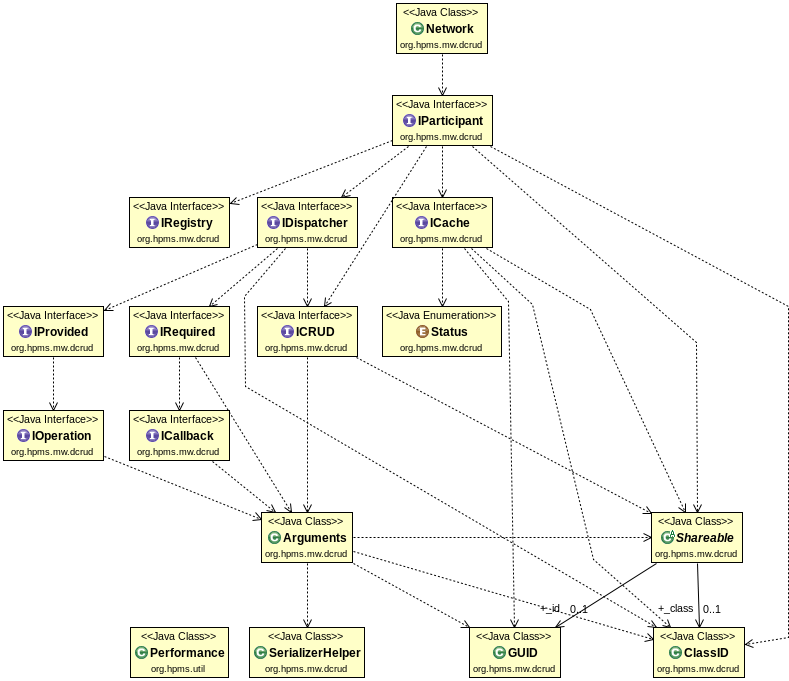 <<Java Class>>
Network
org.hpms.mw.dcrud
<<Java Interface>>
IParticipant
org.hpms.mw.dcrud
<<Java Interface>>
IRegistry
org.hpms.mw.dcrud
<<Java Interface>>
IDispatcher
org.hpms.mw.dcrud
<<Java Interface>>
ICache
org.hpms.mw.dcrud
<<Java Interface>>
IProvided
org.hpms.mw.dcrud
<<Java Interface>>
IRequired
org.hpms.mw.dcrud
<<Java Interface>>
ICRUD
org.hpms.mw.dcrud
<<Java Enumeration>>
Status
org.hpms.mw.dcrud
<<Java Interface>>
IOperation
org.hpms.mw.dcrud
<<Java Interface>>
ICallback
org.hpms.mw.dcrud
<<Java Class>>
Arguments
org.hpms.mw.dcrud
<<Java Class>>
Shareable
org.hpms.mw.dcrud
+_id 0..1
+_class 0..1
<<Java Class>>
Performance
org.hpms.util
<<Java Class>>
SerializerHelper
org.hpms.mw.dcrud
<<Java Class>>
GUID
org.hpms.mw.dcrud
<<Java Class>>
ClassID
org.hpms.mw.dcrud